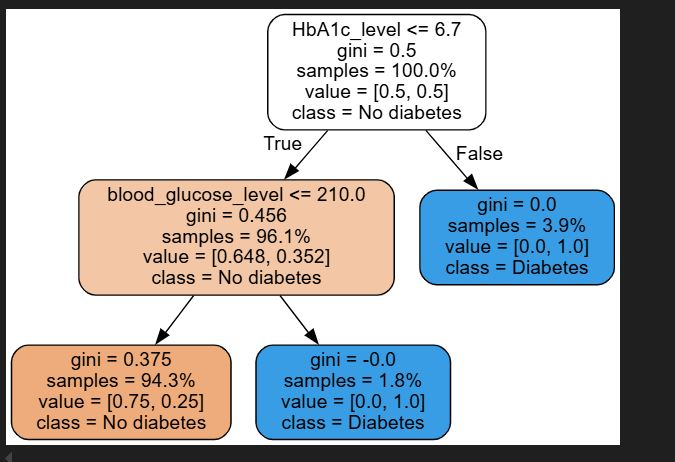 HbA1c_level <= 6.7
gini = 0.5
samples = 100.0%
value = [0.5, 0.5]
class = No diabetes
True
False
blood_glucose_level <= 210.0
gini = 0.456
samples = 96.1%
value = [0.648, 0.352]
class = No diabetes
gini = 0.0
samples = 3.9%
value = [0.0, 1.0]
class = Diabetes
gini = 0.375
samples = 94.3%
value = [0.75, 0.25]
class = No diabetes
gini = -0.0
samples = 1.8%
value = [0.0, 1.0]
class = Diabetes